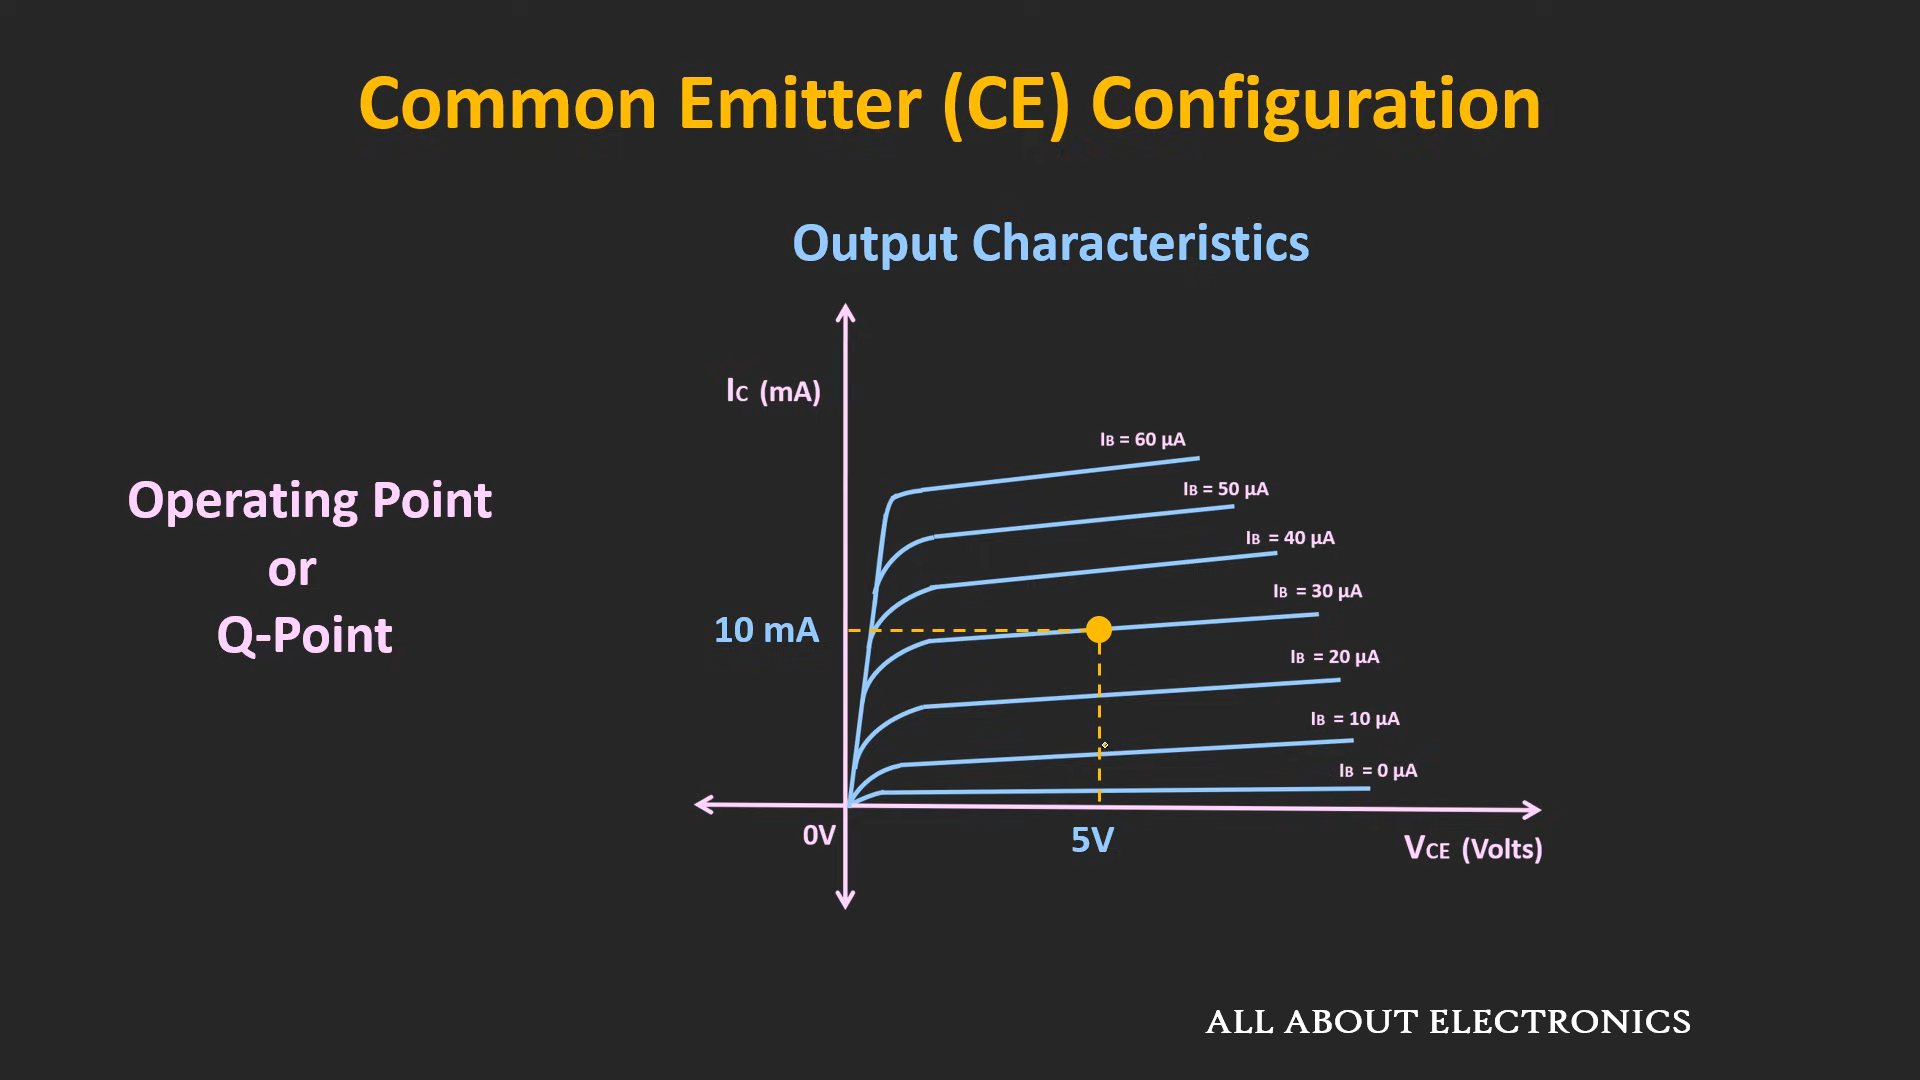 Common Emitter (CE) Configuration
Output Characteristics
IC (mA)
IB = 60 µA
IB = 50 µA
IB = 40 µA
IB = 30 µA
IB = 20 µA
IB = 10 µA
IB = 0 µA
Operating Point
or
Q-Point
10 mA
0V
5V
VCE (Volts)
ALL ABOUT ELECTRONICS